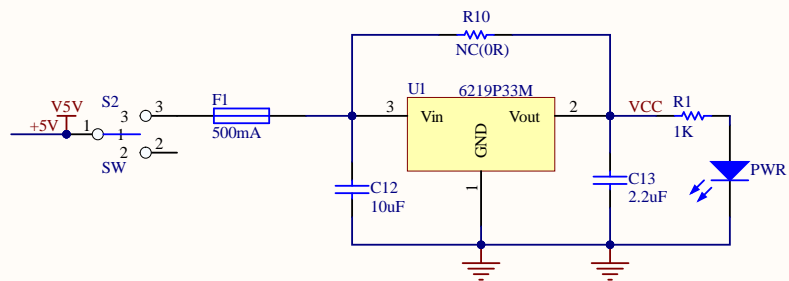 R10
NC(0R)
U1
6219P33M
3
Vin
Vout
2
GND
1
V5V
+5V
S2
1
3
3
1
2
2
SW
F1
500mA
C12
10uF
VCC
R1
1K
C13
2.2uF
PWR